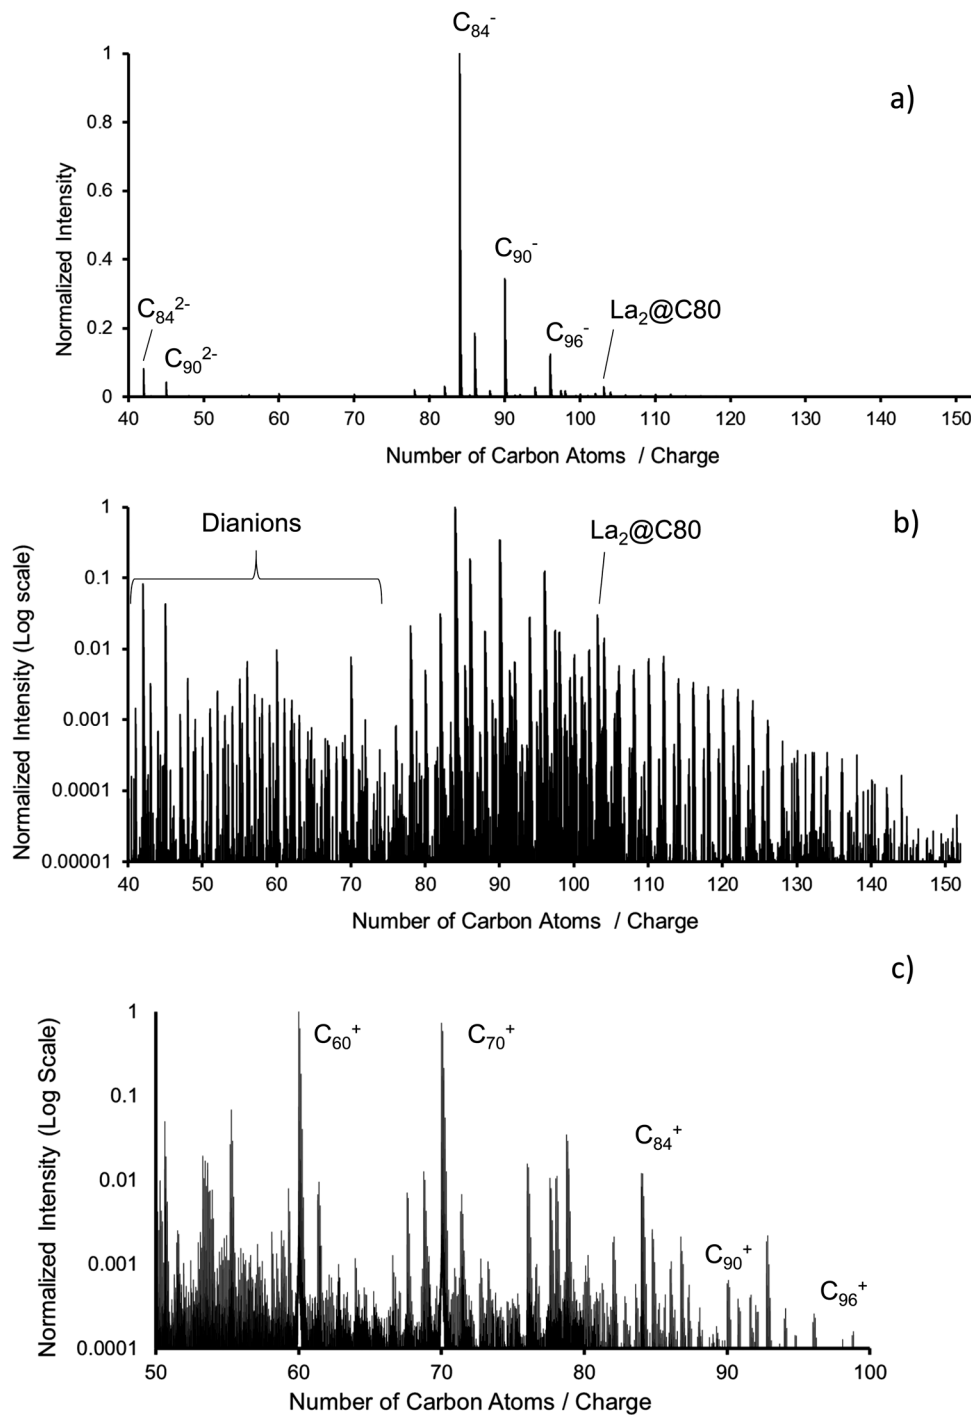 C₈₄⁻
a)
1
0.8
0.6
0.4
0.2
0
Normalized Intensity
C₈₄²⁻
C₉₀²⁻
C₉₀⁻
C₉₆⁻
La₂@C80
40 50 60 70 80 90 100 110 120 130 140 150
Number of Carbon Atoms / Charge
b)
1
0.1
0.01
0.001
0.0001
0.00001
Normalized Intensity (Log scale)
Dianions
La₂@C80
40 50 60 70 80 90 100 110 120 130 140 150
Number of Carbon Atoms / Charge
c)
1
0.1
0.01
0.001
0.0001
Normalized Intensity (Log Scale)
C₆₀⁺
C₇₀⁺
C₈₄⁺
C₉₀⁺
C₉₆⁺
50 60 70 80 90 100
Number of Carbon Atoms / Charge